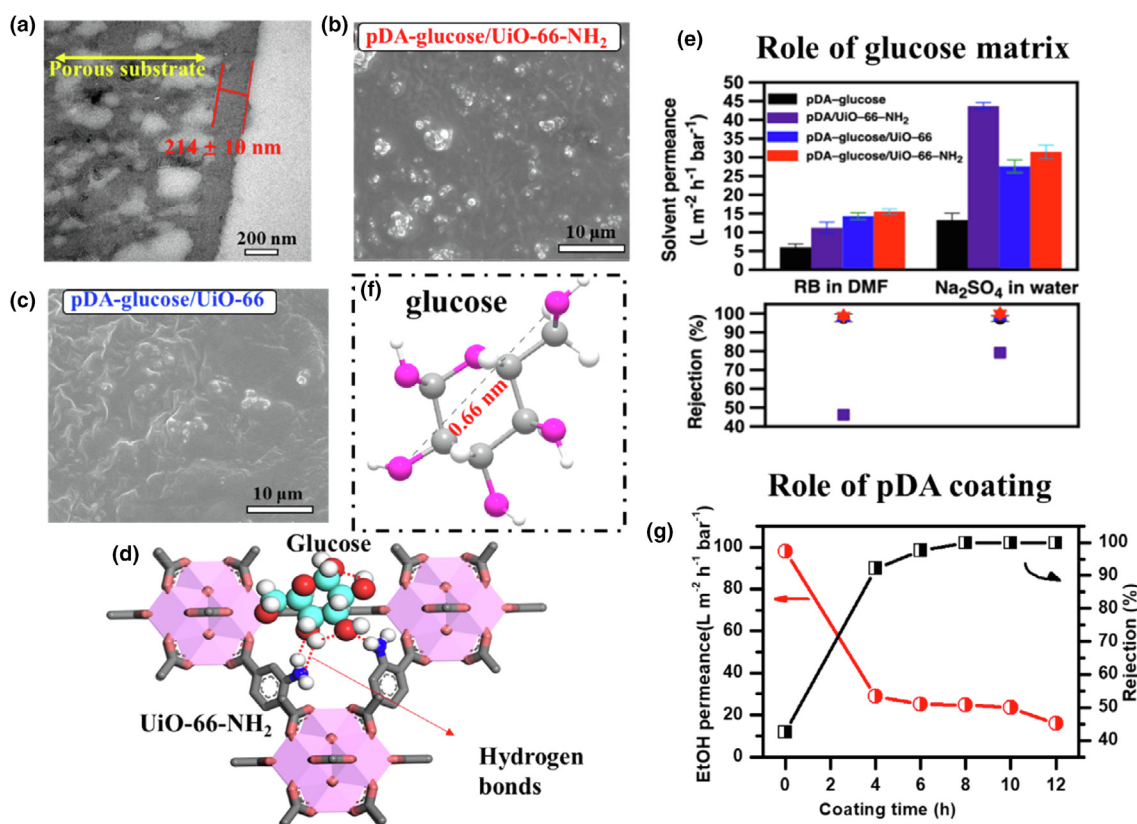 (a)
Porous substrate
214 ± 10 nm
200 nm
(b)
pDA-glucose/UiO-66-NH₂
10 μm
(c)
pDA-glucose/UiO-66
10 μm
(f)
glucose
0.66 nm
(d)
Glucose
UiO-66-NH₂
Hydrogen
bonds
(e)
Role of glucose matrix
Solvent permeance
(L m⁻² h⁻¹ bar⁻¹)
50
45
40
35
30
25
20
15
10
5
0
pDA–glucose
pDA/UiO–66–NH₂
pDA–glucose/UiO–66
pDA–glucose/UiO–66–NH₂
RB in DMF
Na₂SO₄ in water
Rejection (%)
100
90
80
70
60
50
40
Role of pDA coating
(g)
EtOH permeance(L m⁻² h⁻¹ bar⁻¹)
100
80
60
40
20
0
Rejection (%)
100
90
80
70
60
50
40
0 2 4 6 8 10 12
Coating time (h)